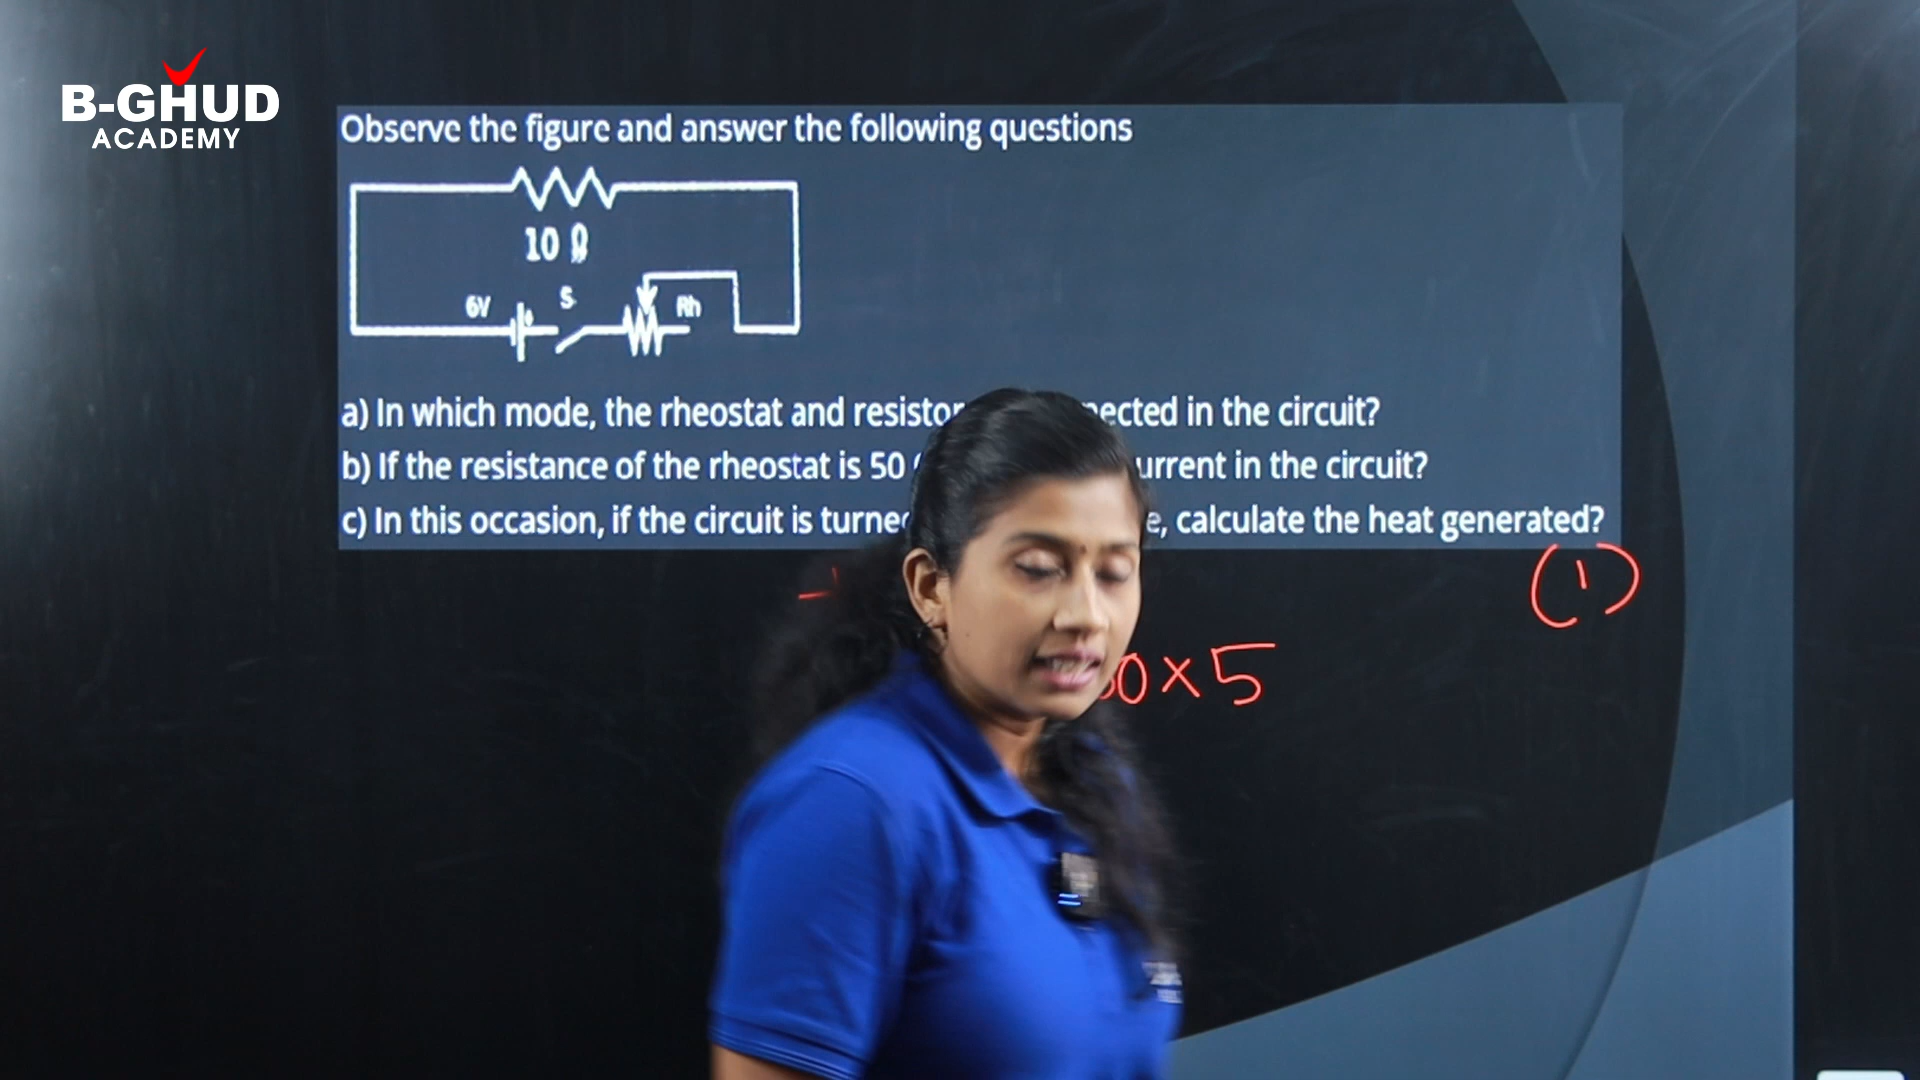 B-GHUD
ACADEMY
Observe the figure and answer the following questions
10 Ω
6V
S
Rh
a) In which mode, the rheostat and resistor nected in the circuit?
b) If the resistance of the rheostat is 50 urrent in the circuit?
c) In this occasion, if the circuit is turned e, calculate the heat generated?
(1)
0×5